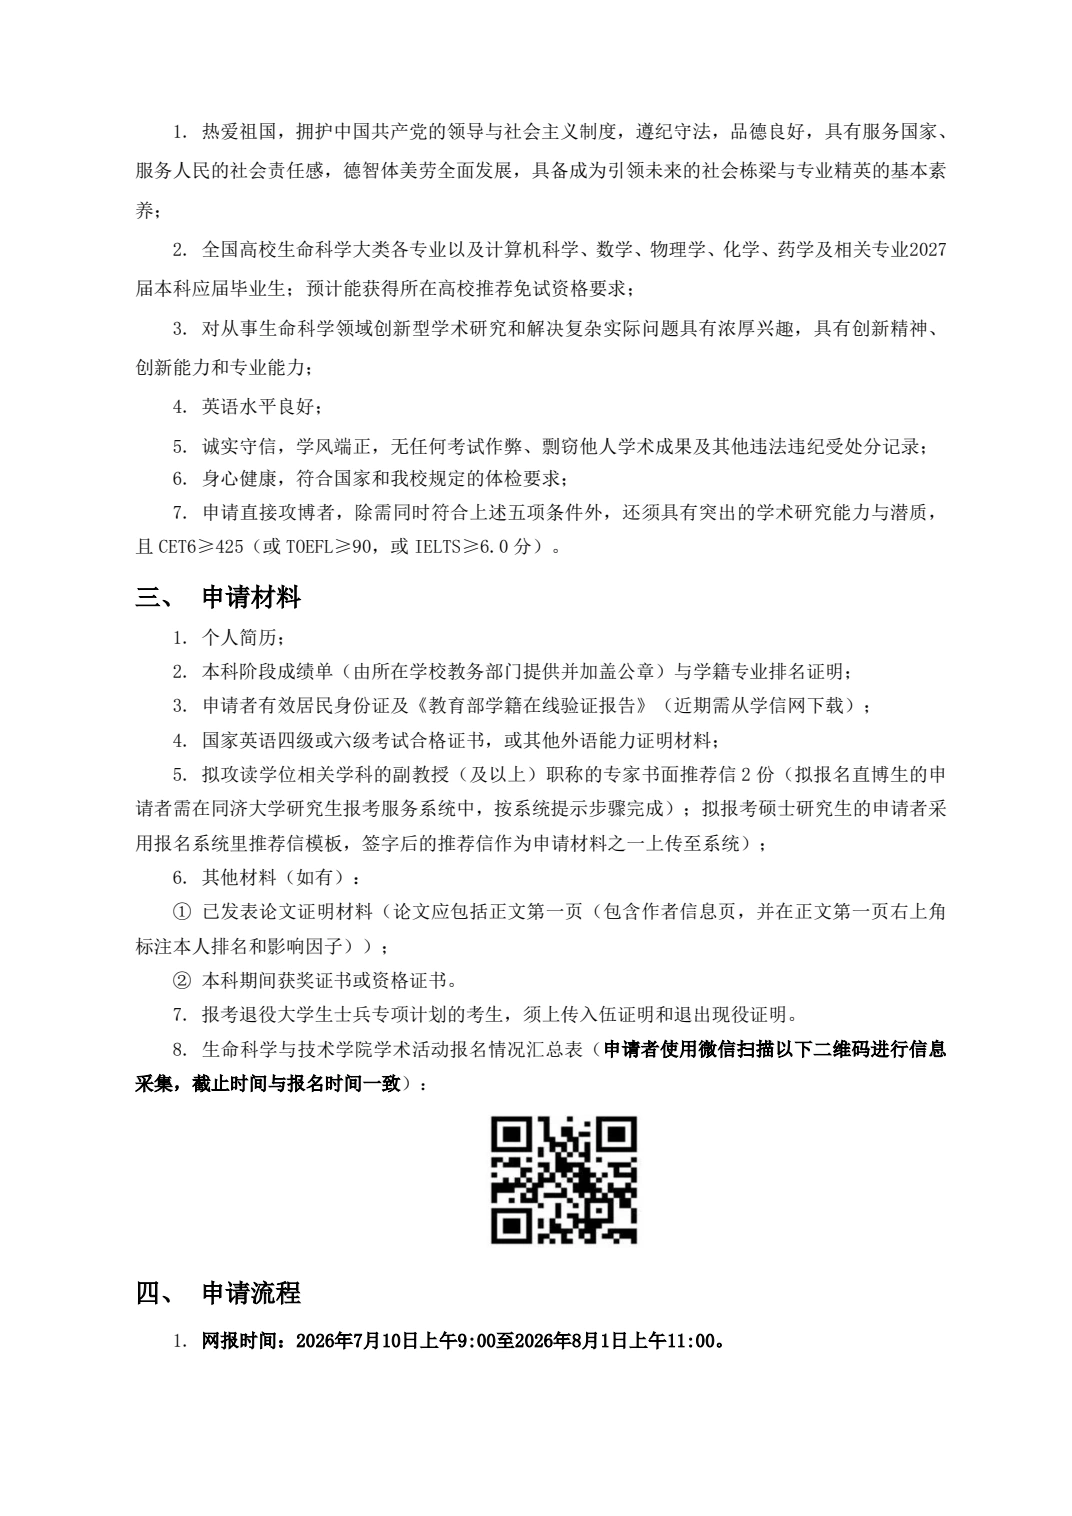 1. 热爱祖国，拥护中国共产党的领导与社会主义制度，遵纪守法，品德良好，具有服务国家、
服务人民的社会责任感，德智体美劳全面发展，具备成为引领未来的社会栋梁与专业精英的基本素
养；
2. 全国高校生命科学大类各专业以及计算机科学、数学、物理学、化学、药学及相关专业2027
届本科应届毕业生；预计能获得所在高校推荐免试资格要求；
3. 对从事生命科学领域创新型学术研究和解决复杂实际问题具有浓厚兴趣，具有创新精神、
创新能力和专业能力；
4. 英语水平良好；
5. 诚实守信，学风端正，无任何考试作弊、剽窃他人学术成果及其他违法违纪受处分记录；
6. 身心健康，符合国家和我校规定的体检要求；
7. 申请直接攻博者，除需同时符合上述五项条件外，还须具有突出的学术研究能力与潜质，
且 CET6≥425（或 TOEFL≥90，或 IELTS≥6.0 分）。
三、 申请材料
1. 个人简历；
2. 本科阶段成绩单（由所在学校教务部门提供并加盖公章）与学籍专业排名证明；
3. 申请者有效居民身份证及《教育部学籍在线验证报告》（近期需从学信网下载）；
4. 国家英语四级或六级考试合格证书，或其他外语能力证明材料；
5. 拟攻读学位相关学科的副教授（及以上）职称的专家书面推荐信 2 份（拟报名直博生的申
请者需在同济大学研究生报考服务系统中，按系统提示步骤完成）；拟报考硕士研究生的申请者采
用报名系统里推荐信模板，签字后的推荐信作为申请材料之一上传至系统）；
6. 其他材料（如有）：
① 已发表论文证明材料（论文应包括正文第一页（包含作者信息页，并在正文第一页右上角
标注本人排名和影响因子））；
② 本科期间获奖证书或资格证书。
7. 报考退役大学生士兵专项计划的考生，须上传入伍证明和退出现役证明。
8. 生命科学与技术学院学术活动报名情况汇总表（申请者使用微信扫描以下二维码进行信息
采集，截止时间与报名时间一致）：
四、 申请流程
1. 网报时间：2026年7月10日上午9:00至2026年8月1日上午11:00。